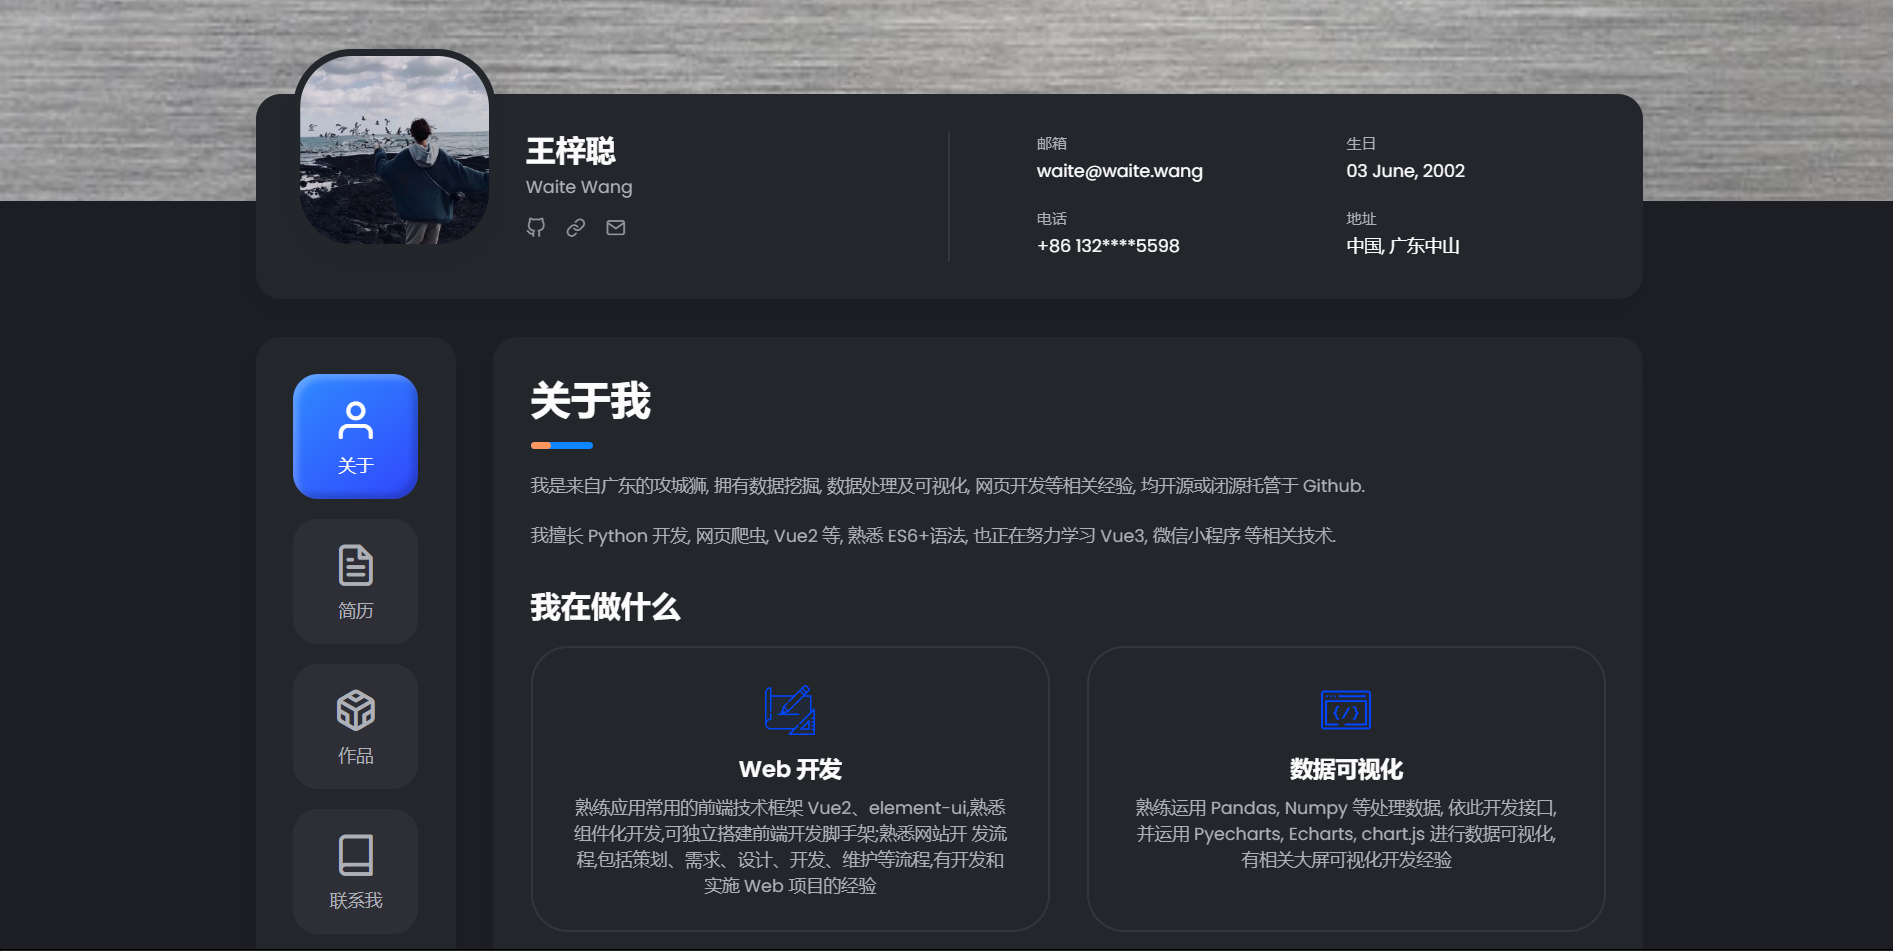 王梓聪
Waite Wang
邮箱
waite@waite.wang
生日
03 June, 2002
电话
+86 132****5598
地址
中国, 广东中山
关于
简历
作品
联系我
关于我
我是来自广东的攻城狮, 拥有数据挖掘, 数据处理及可视化, 网页开发等相关经验, 均开源或闭源托管于 Github.
我擅长 Python 开发, 网页爬虫, Vue2 等, 熟悉 ES6+语法, 也正在努力学习 Vue3, 微信小程序 等相关技术.
我在做什么
Web 开发
熟练应用常用的前端技术框架 Vue2、element-ui,熟悉
组件化开发,可独立搭建前端开发脚手架;熟悉网站开 发流
程,包括策划、需求、设计、开发、维护等流程,有开发和
实施 Web 项目的经验
数据可视化
熟练运用 Pandas, Numpy 等处理数据, 依此开发接口,
并运用 Pyecharts, Echarts, chart.js 进行数据可视化,
有相关大屏可视化开发经验